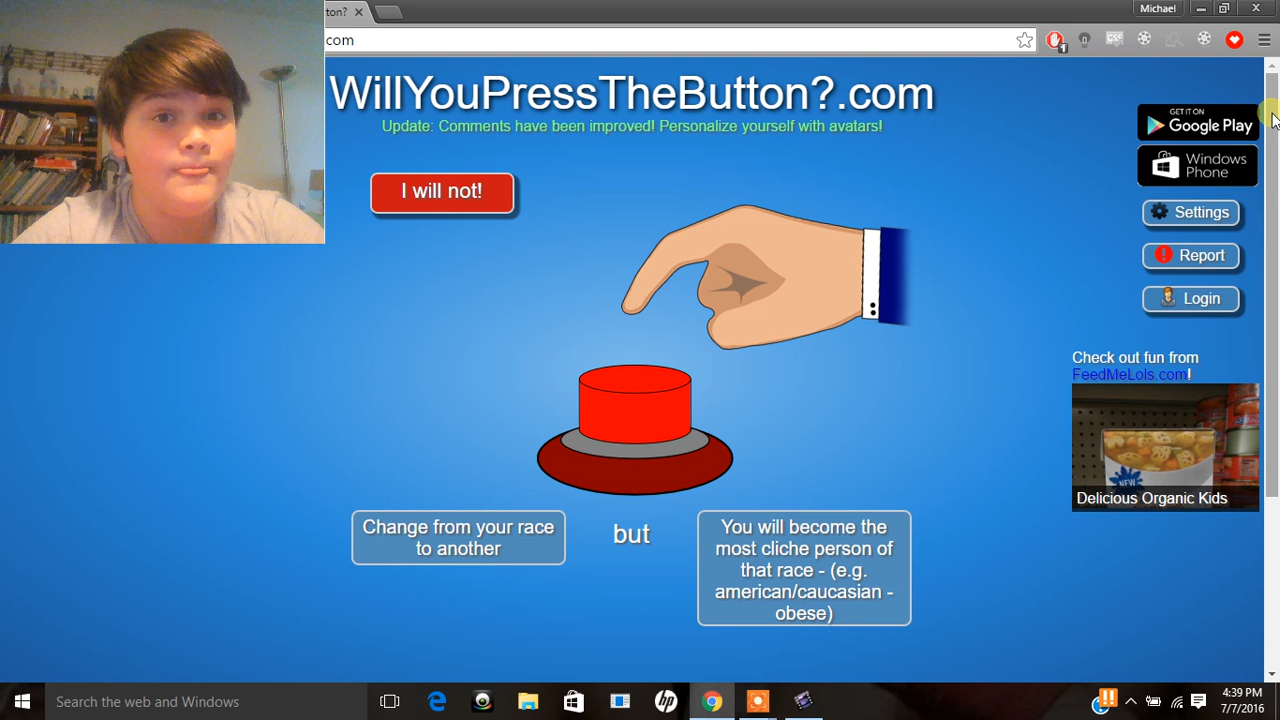 ton?
Michael
.com
WillYouPressTheButton?.com
Update: Comments have been improved! Personalize yourself with avatars!
GET IT ON
Google Play
Windows
Phone
I will not!
Settings
Report
Login
Check out fun from
FeedMeLols.com!
NEW
Delicious Organic Kids
Change from your race
to another
but
You will become the
most cliche person of
that race - (e.g.
american/caucasian -
obese)
Search the web and Windows
hp
4:39 PM
7/7/2016